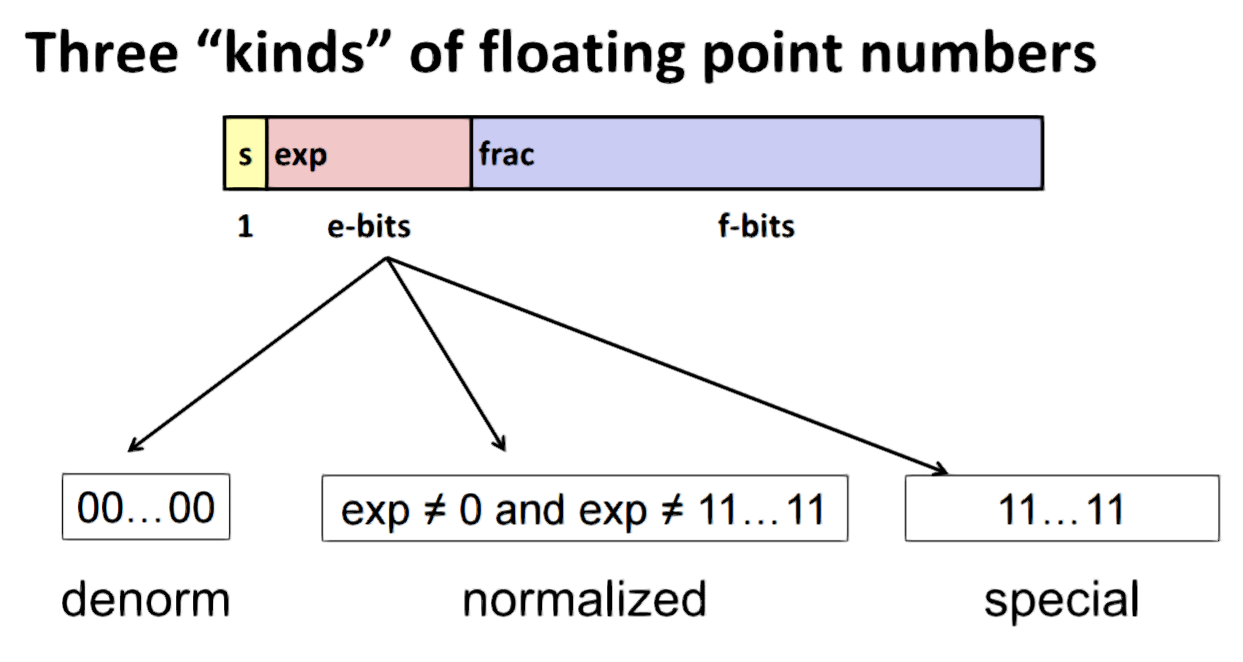 Three “kinds” of floating point numbers
s exp frac
1 e-bits f-bits
00…00 exp ≠ 0 and exp ≠ 11…11 11…11
denorm normalized special